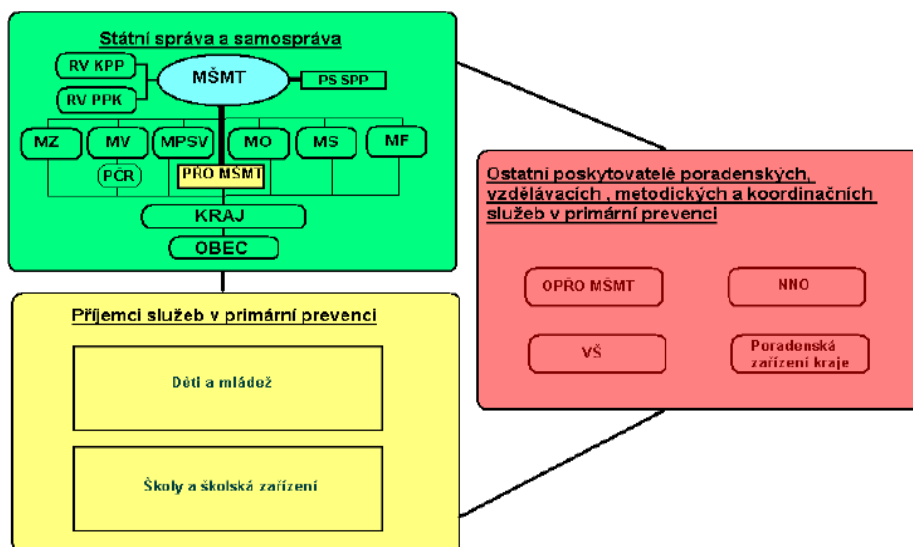 Státní správa a samospráva
RV KPP
MŠMT
PS SPP
RV PPK
MZ
MV
MPSV
MO
MS
MF
PČR
PŘO MŠMT
KRAJ
OBEC
Ostatní poskytovatelé poradenských,
vzdělávacích , metodických a koordinačních
služeb v primární prevenci
OPŘO MŠMT
NNO
VŠ
Poradenská
zařízení kraje
Příjemci služeb v primární prevenci
Děti a mládež
Školy a školská zařízení